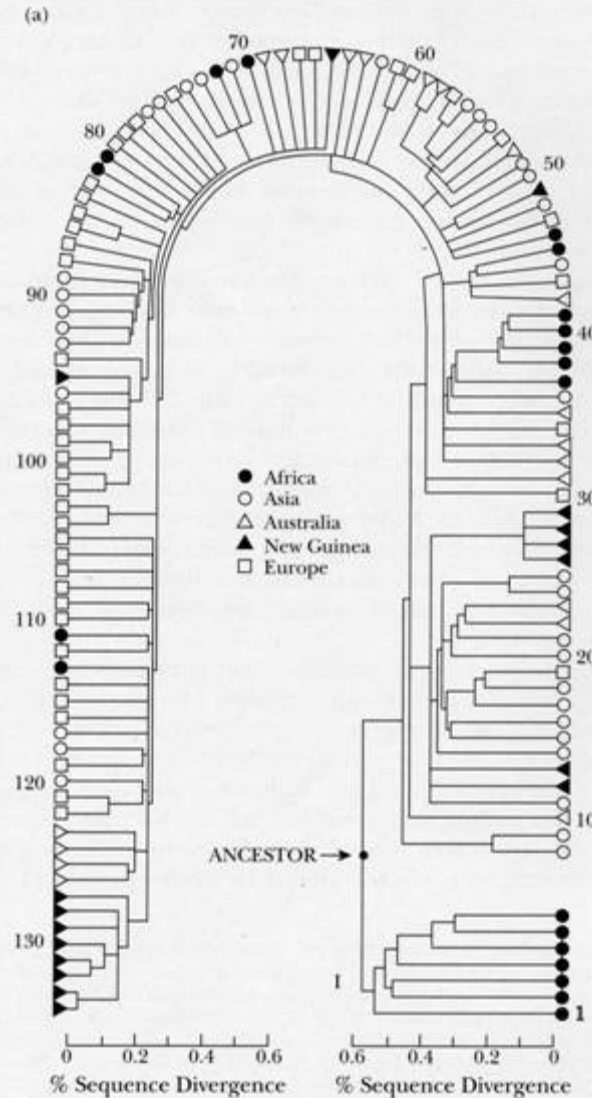 (a)
70
60
80
50
90
40
100
Africa
Asia
Australia
New Guinea
Europe
30
110
20
120
10
ANCESTOR
130
I
1
0 0.2 0.4 0.6
0.6 0.4 0.2 0
% Sequence Divergence
% Sequence Divergence